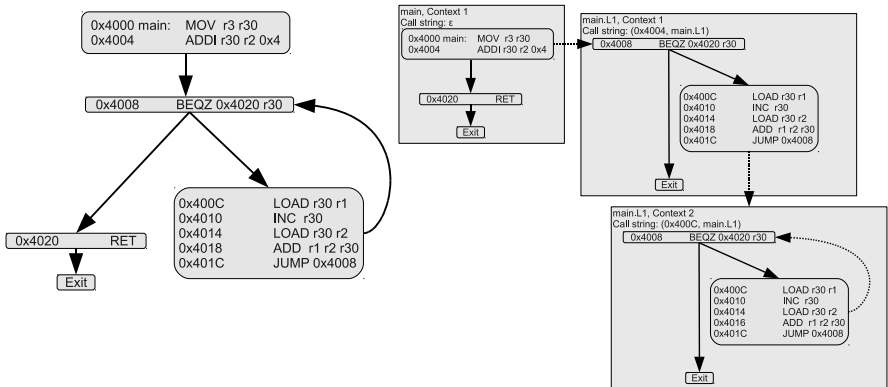 0x4000 main: MOV r3 r30
0x4004 ADDI r30 r2 0x4
0x4008 BEQZ 0x4020 r30
0x400C LOAD r30 r1
0x4010 INC r30
0x4014 LOAD r30 r2
0x4018 ADD r1 r2 r30
0x401C JUMP 0x4008
0x4020 RET
Exit
main, Context 1
Call string: ε
0x4000 main: MOV r3 r30
0x4004 ADDI r30 r2 0x4
0x4020 RET
Exit
main.L1, Context 1
Call string: (0x4004, main.L1)
0x4008 BEQZ 0x4020 r30
0x400C LOAD r30 r1
0x4010 INC r30
0x4014 LOAD r30 r2
0x4018 ADD r1 r2 r30
0x401C JUMP 0x4008
Exit
main.L1, Context 2
Call string: (0x400C, main.L1)
0x4008 BEQZ 0x4020 r30
0x400C LOAD r30 r1
0x4010 INC r30
0x4014 LOAD r30 r2
0x4016 ADD r1 r2 r30
0x401C JUMP 0x4008
Exit